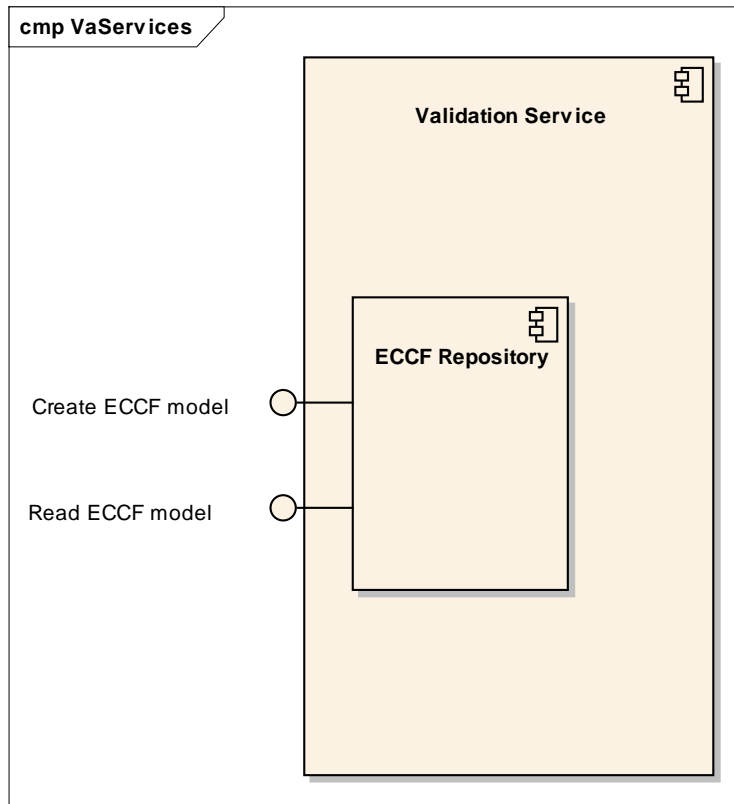 cmp VaServices
Validation Service
ECCF Repository
Create ECCF model
Read ECCF model